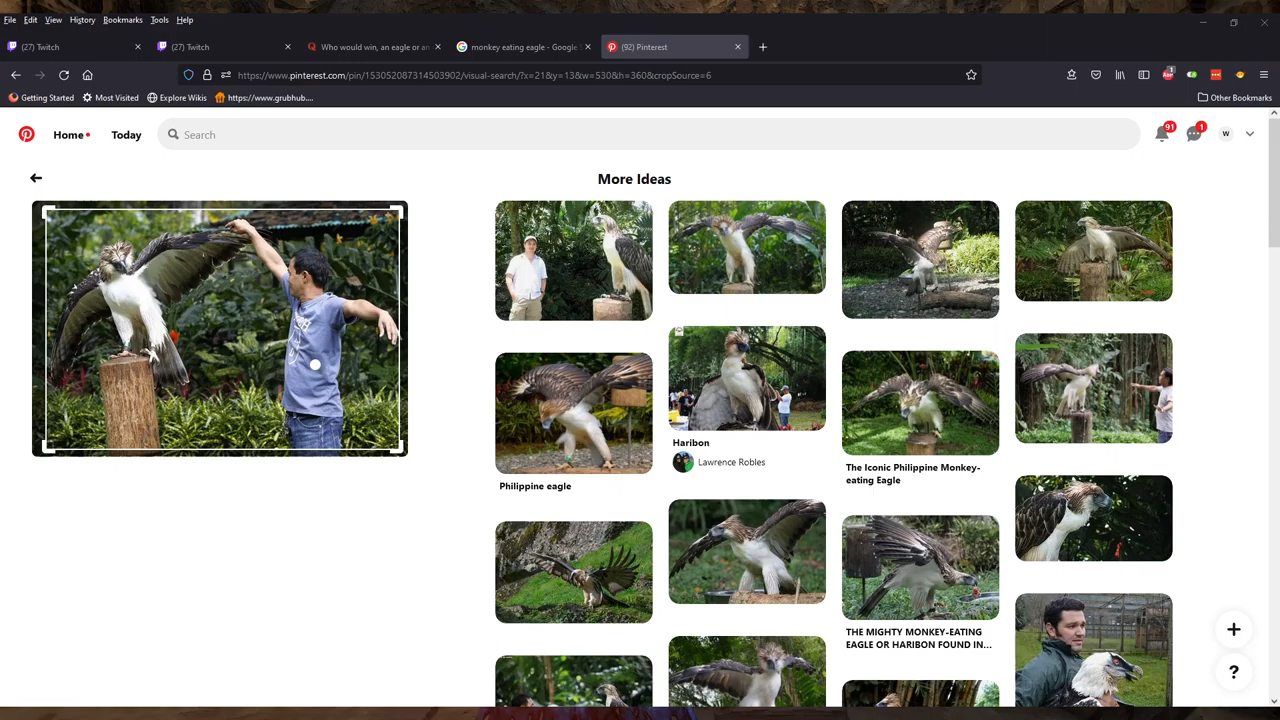 File Edit View History Bookmarks Tools Help
(27) Twitch
(27) Twitch
Who would win, an eagle or an
monkey eating eagle - Google
(92) Pinterest
https://www.pinterest.com/pin/153052087314503902/visual-search/?x=21&y=13&w=530&h=360&cropSource=6
1
Getting Started
Most Visited
Explore Wikis
https://www.grubhub....
Other Bookmarks
Home
Today
Search
91
1
W
More Ideas
Haribon
Lawrence Robles
The Iconic Philippine Monkey-
eating Eagle
Philippine eagle
THE MIGHTY MONKEY-EATING
EAGLE OR HARIBON FOUND IN...
+
?